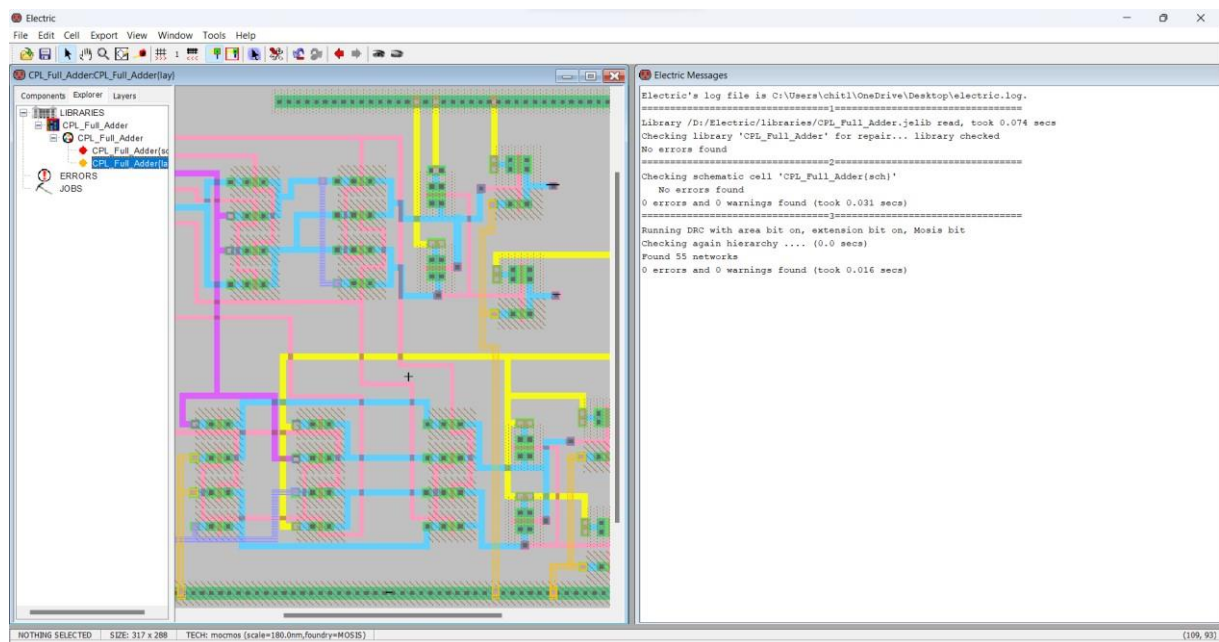 Electric
File Edit Cell Export View Window Tools Help
CPL_Full_Adder:CPL_Full_Adder{lay}
Components Explorer Layers
LIBRARIES
CPL_Full_Adder
CPL_Full_Adder
CPL_Full_Adder{sc
CPL_Full_Adder{la
ERRORS
JOBS
Electric Messages
Electric's log file is C:\Users\chitl\OneDrive\Desktop\electric.log.
=================================1=================================
Library /D:/Electric/libraries/CPL_Full_Adder.jelib read, took 0.074 secs
Checking library 'CPL_Full_Adder' for repair... library checked
No errors found
=================================2=================================
Checking schematic cell 'CPL_Full_Adder{sch}'
No errors found
0 errors and 0 warnings found (took 0.031 secs)
=================================3=================================
Running DRC with area bit on, extension bit on, Mosis bit
Checking again hierarchy .... (0.0 secs)
Found 55 networks
0 errors and 0 warnings found (took 0.016 secs)
NOTHING SELECTED SIZE: 317 x 288 TECH: mocmos (scale=180.0nm,foundry=MOSIS) (109, 93)